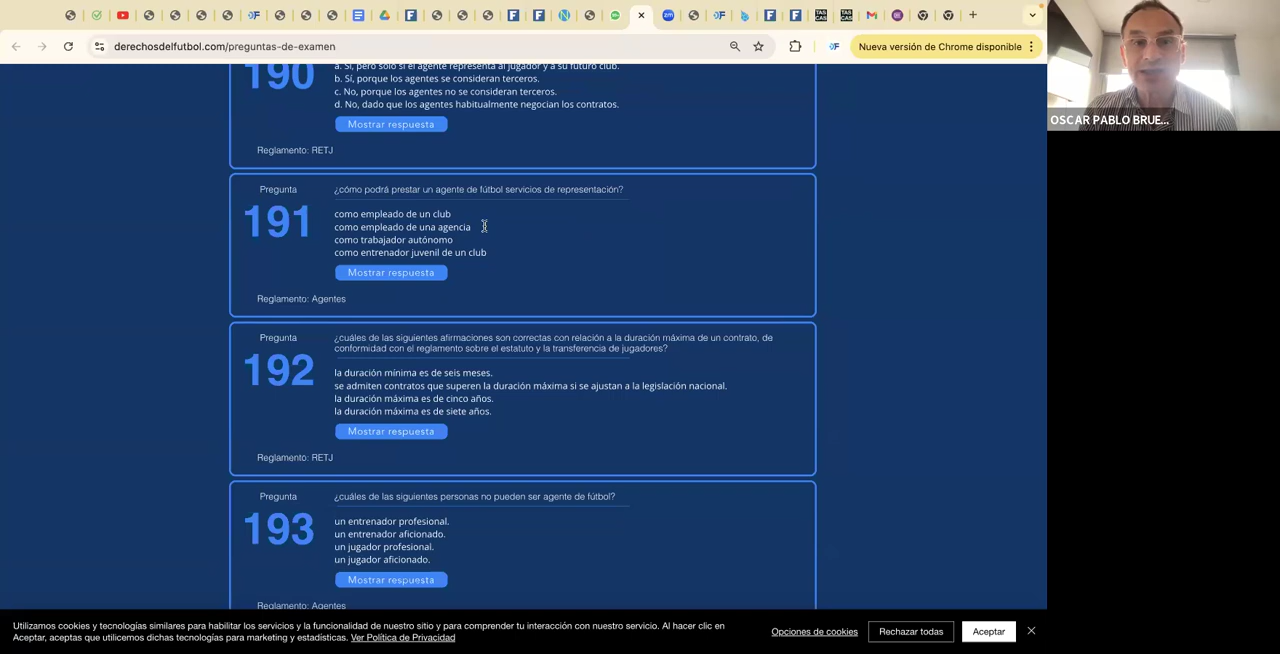 derechosdelfutbol.com/preguntas-de-examen
Nueva versión de Chrome disponible
190
a. Sí, pero solo si el agente representa al jugador y a su futuro club.
b. Sí, porque los agentes se consideran terceros.
c. No, porque los agentes no se consideran terceros.
d. No, dado que los agentes habitualmente negocian los contratos.
Mostrar respuesta
Reglamento: RETJ
Pregunta
191
¿cómo podrá prestar un agente de fútbol servicios de representación?
como empleado de un club
como empleado de una agencia
como trabajador autónomo
como entrenador juvenil de un club
Mostrar respuesta
Reglamento: Agentes
Pregunta
192
¿cuáles de las siguientes afirmaciones son correctas con relación a la duración máxima de un contrato, de
conformidad con el reglamento sobre el estatuto y la transferencia de jugadores?
la duración mínima es de seis meses.
se admiten contratos que superen la duración máxima si se ajustan a la legislación nacional.
la duración máxima es de cinco años.
la duración máxima es de siete años.
Mostrar respuesta
Reglamento: RETJ
Pregunta
193
¿cuáles de las siguientes personas no pueden ser agente de fútbol?
un entrenador profesional.
un entrenador aficionado.
un jugador profesional.
un jugador aficionado.
Mostrar respuesta
Reglamento: Agentes
Utilizamos cookies y tecnologías similares para habilitar los servicios y la funcionalidad de nuestro sitio y para comprender tu interacción con nuestro servicio. Al hacer clic en
Aceptar, aceptas que utilicemos dichas tecnologías para marketing y estadísticas. Ver Política de Privacidad
Opciones de cookies
Rechazar todas
Aceptar
OSCAR PABLO BRUE...